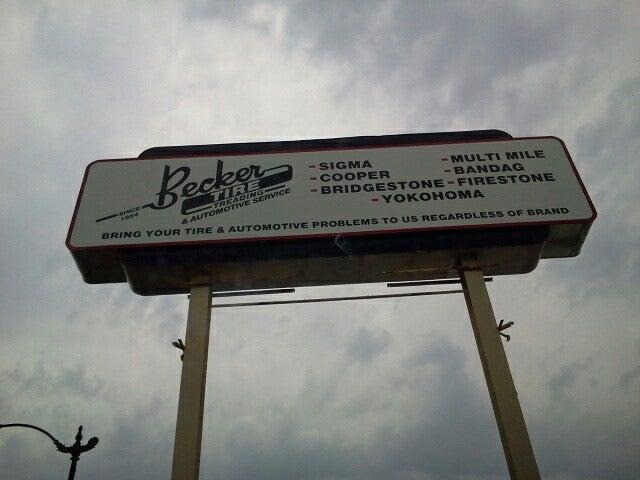 Becker
TIRE
TREADING
& AUTOMOTIVE SERVICE
SINCE
1954
- SIGMA
- COOPER
- BRIDGESTONE
- MULTI MILE
- BANDAG
- FIRESTONE
- YOKOHOMA
BRING YOUR TIRE & AUTOMOTIVE PROBLEMS TO US REGARDLESS OF BRAND